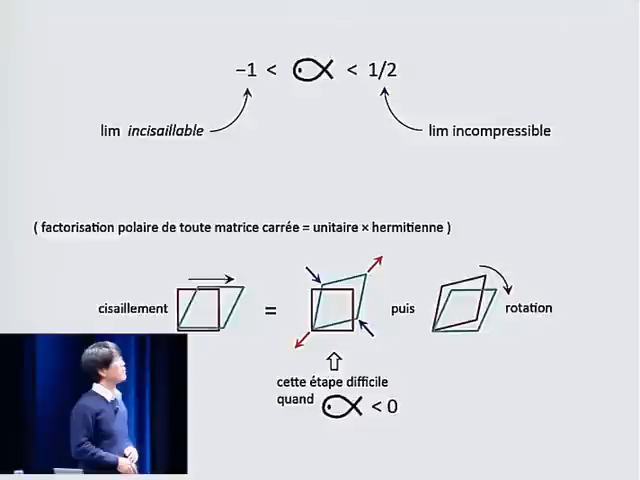 −1 < < 1/2
lim incisaillable
lim incompressible
( factorisation polaire de toute matrice carrée = unitaire × hermitienne )
cisaillement = puis rotation
cette étape difficile
quand < 0